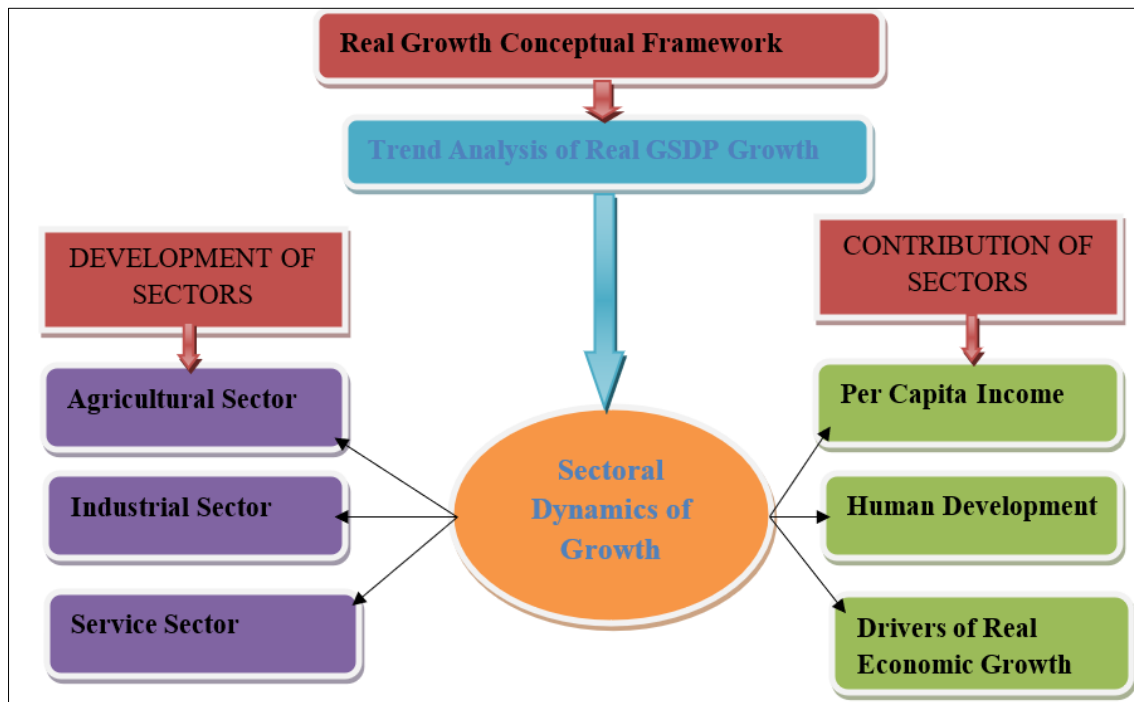 Real Growth Conceptual Framework
Trend Analysis of Real GSDP Growth
DEVELOPMENT OF
SECTORS
Agricultural Sector
Industrial Sector
Service Sector
Sectoral
Dynamics of
Growth
CONTRIBUTION OF
SECTORS
Per Capita Income
Human Development
Drivers of Real
Economic Growth